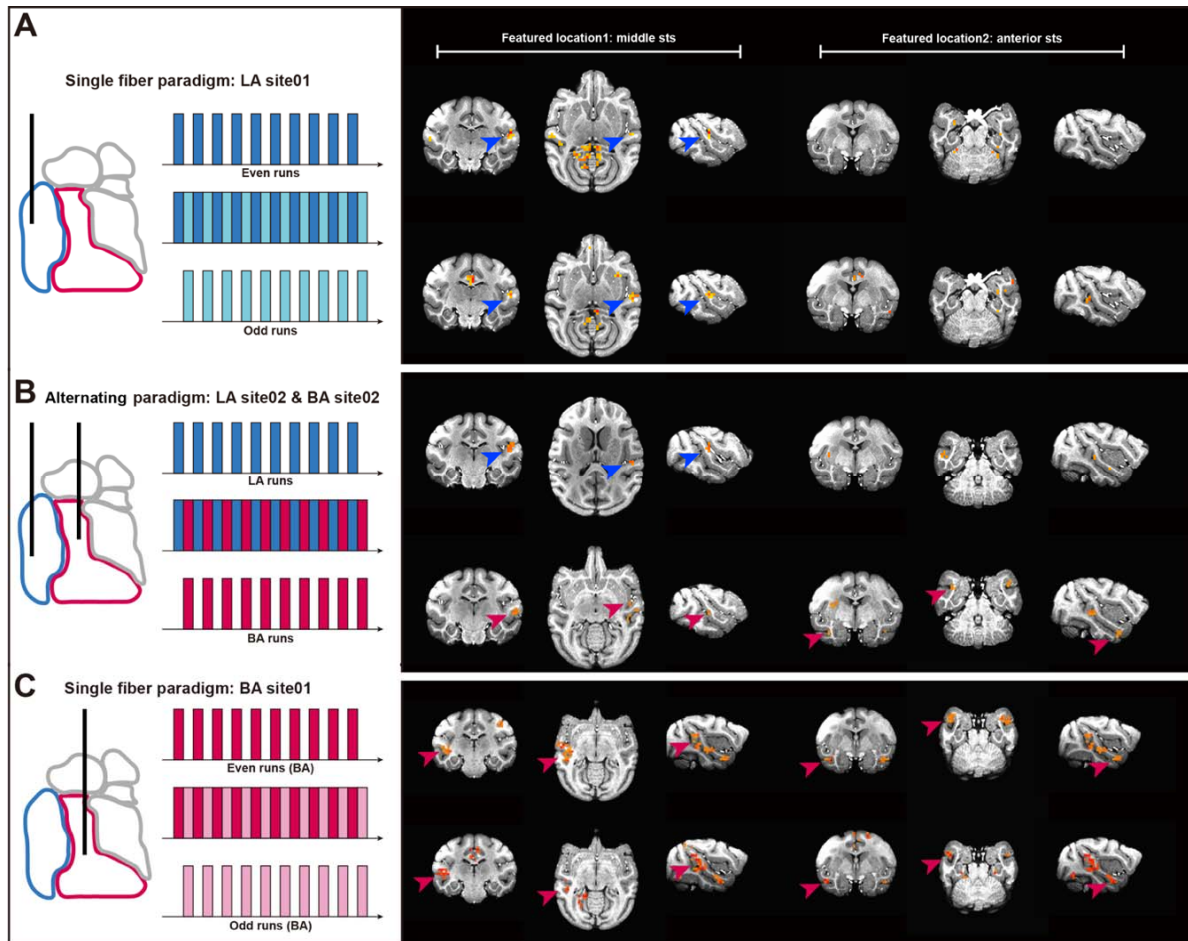 A
Featured location1: middle sts
Featured location2: anterior sts
Single fiber paradigm: LA site01
Even runs
Odd runs
B
Alternating paradigm: LA site02 & BA site02
LA runs
BA runs
C
Single fiber paradigm: BA site01
Even runs (BA)
Odd runs (BA)